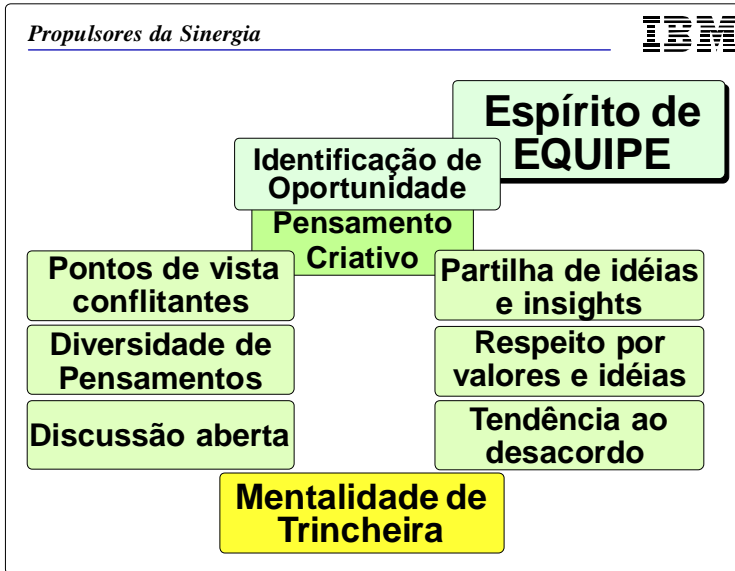 Propulsores da Sinergia
IBM
Espírito de
EQUIPE
Identificação de
Oportunidade
Pensamento
Criativo
Pontos de vista
conflitantes
Partilha de idéias
e insights
Diversidade de
Pensamentos
Respeito por
valores e idéias
Discussão aberta
Tendência ao
desacordo
Mentalidade de
Trincheira